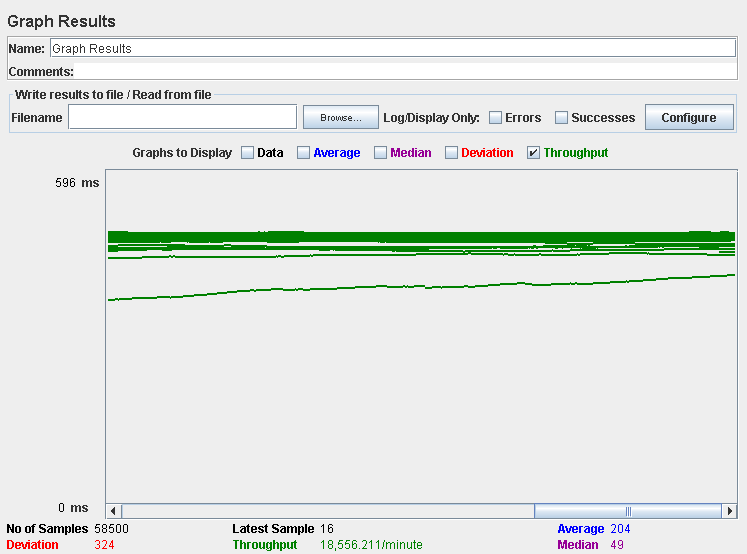 Graph Results
Name: Graph Results
Comments:
Write results to file / Read from file
Filename Browse... Log/Display Only: Errors Successes Configure
Graphs to Display Data Average Median Deviation Throughput
596 ms
0 ms
No of Samples 58500 Latest Sample 16 Average 204
Deviation 324 Throughput 18,556.211/minute Median 49